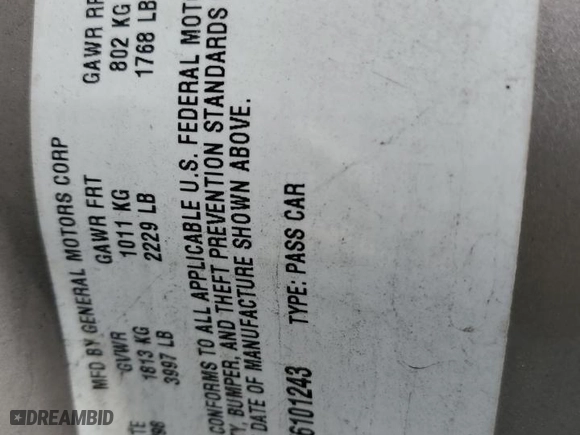 MFD BY GENERAL MOTORS CORP
GVWR GAWR FRT GAWR RR
1813 KG 1011 KG 802 KG
3997 LB 2229 LB 1768 LB
CONFORMS TO ALL APPLICABLE U.S. FEDERAL
BUMPER, AND THEFT PREVENTION STANDARDS
DATE OF MANUFACTURE SHOWN ABOVE.
6101243 TYPE: PASS CAR
DREAMBID